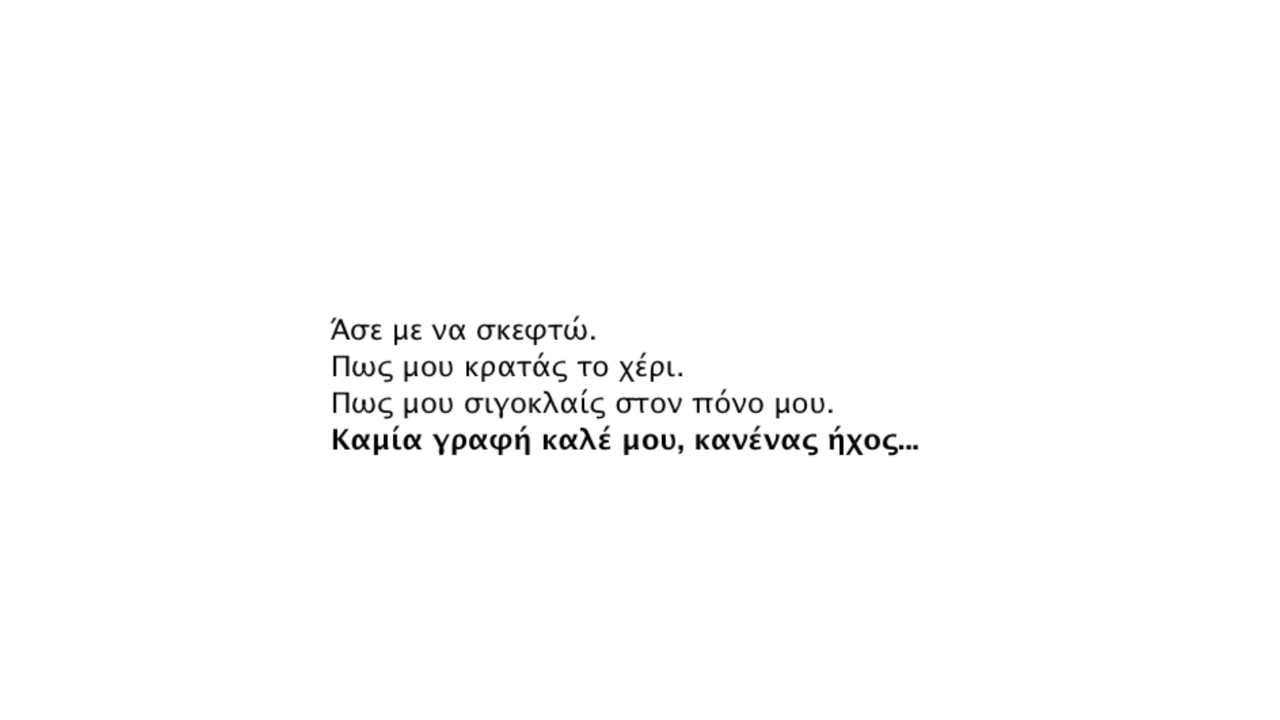 Άσε με να σκεφτώ.
Πως μου κρατάς το χέρι.
Πως μου σιγοκλαίς στον πόνο μου.
Καμία γραφή καλέ μου, κανένας ήχος...